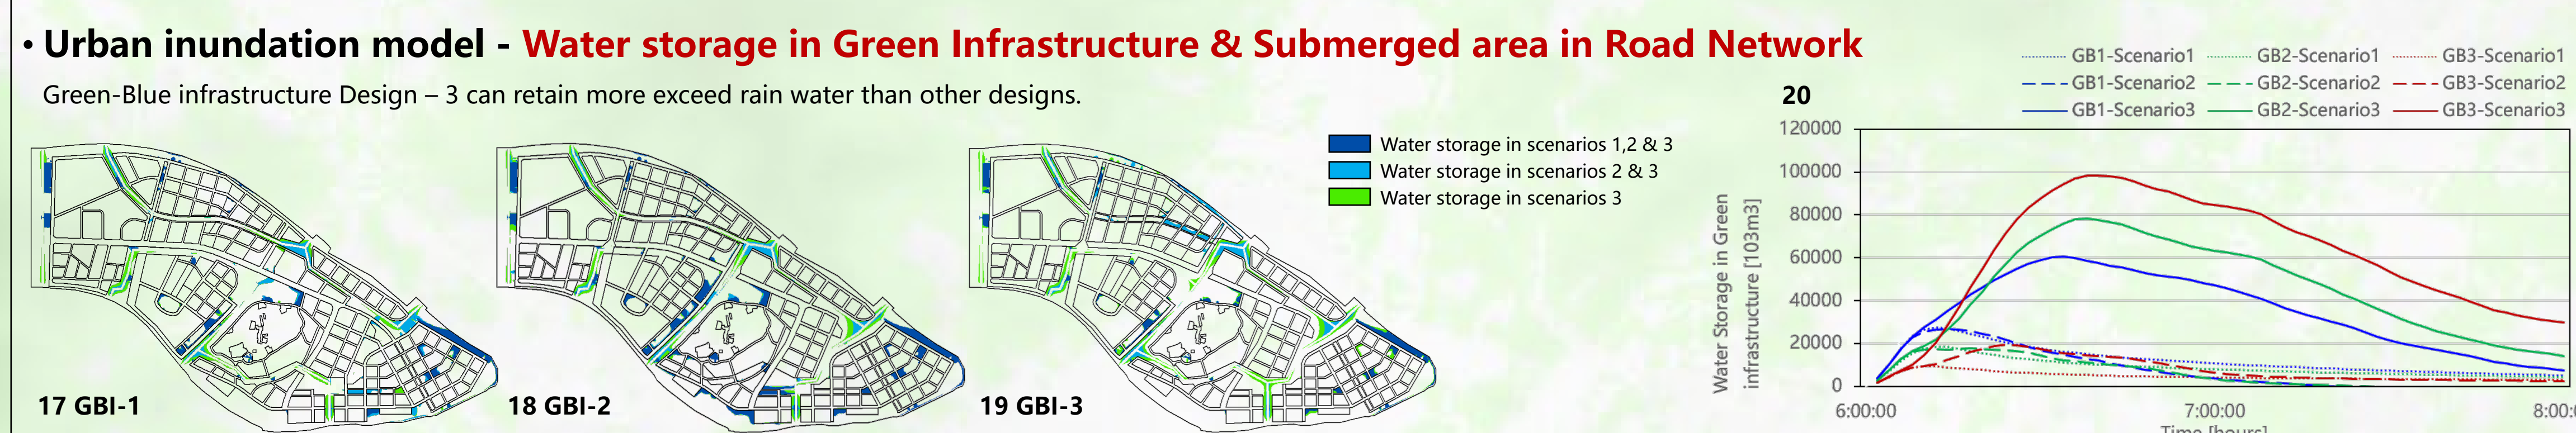 • Urban inundation model - Water storage in Green Infrastructure & Submerged area in Road Network
Green-Blue infrastructure Design – 3 can retain more exceed rain water than other designs.
Water storage in scenarios 1,2 & 3
Water storage in scenarios 2 & 3
Water storage in scenarios 3
17 GBI-1
18 GBI-2
19 GBI-3
20
GB1-Scenario1 GB2-Scenario1 GB3-Scenario1
GB1-Scenario2 GB2-Scenario2 GB3-Scenario2
GB1-Scenario3 GB2-Scenario3 GB3-Scenario3
Water Storage in Green
infrastructure [103m3]
120000
100000
80000
60000
40000
20000
0
6:00:00 7:00:00 8:00:
Time [hours]